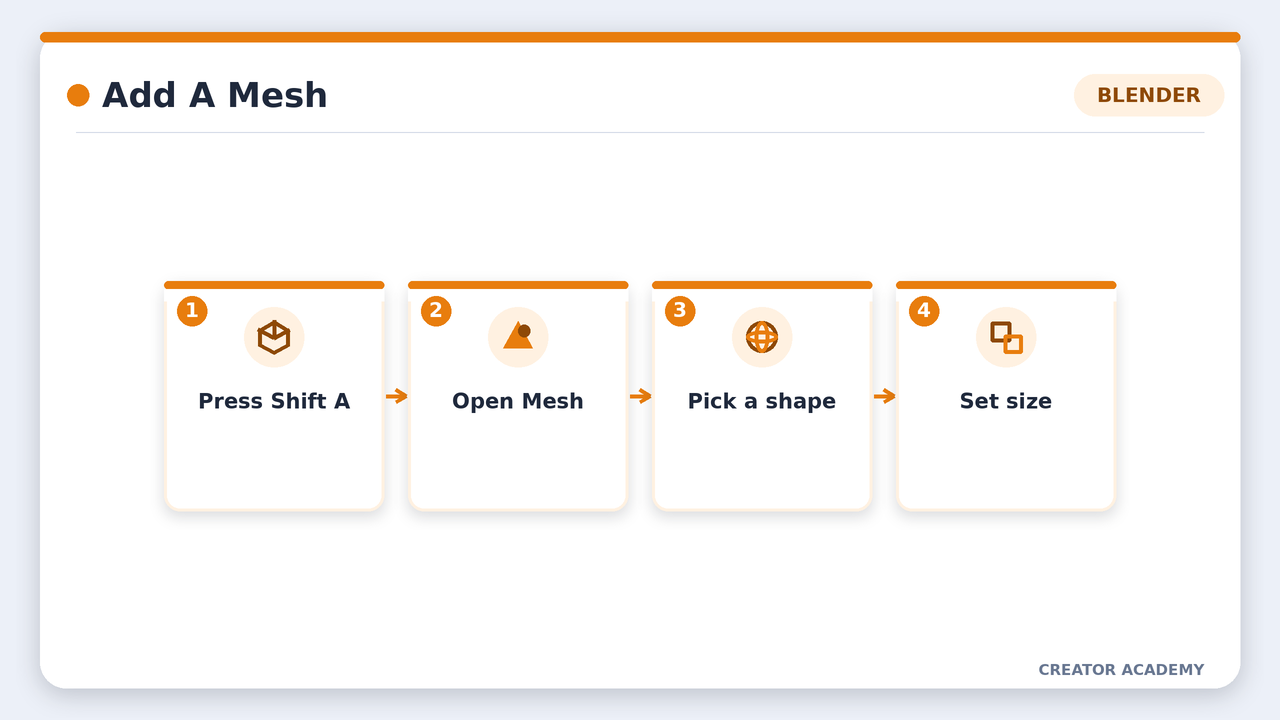 Add A Mesh
BLENDER
1
Press Shift A
2
Open Mesh
3
Pick a shape
4
Set size
CREATOR ACADEMY